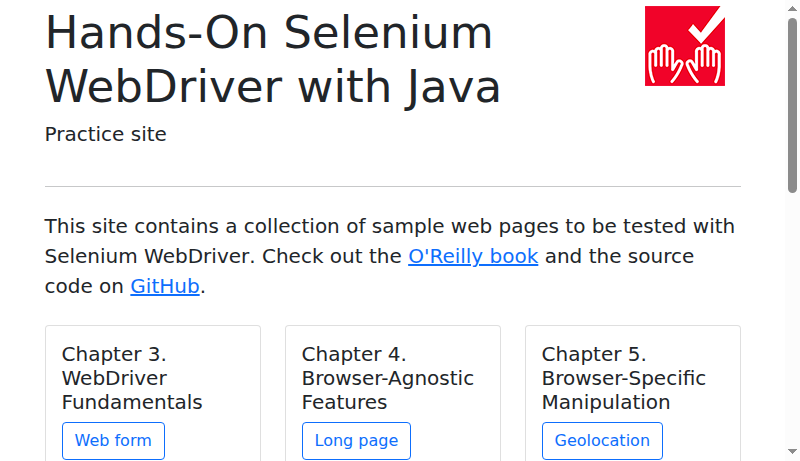 Hands-On Selenium
WebDriver with Java
Practice site
This site contains a collection of sample web pages to be tested with
Selenium WebDriver. Check out the O'Reilly book and the source
code on GitHub.
Chapter 3.
WebDriver
Fundamentals
Web form
Chapter 4.
Browser-Agnostic
Features
Long page
Chapter 5.
Browser-Specific
Manipulation
Geolocation